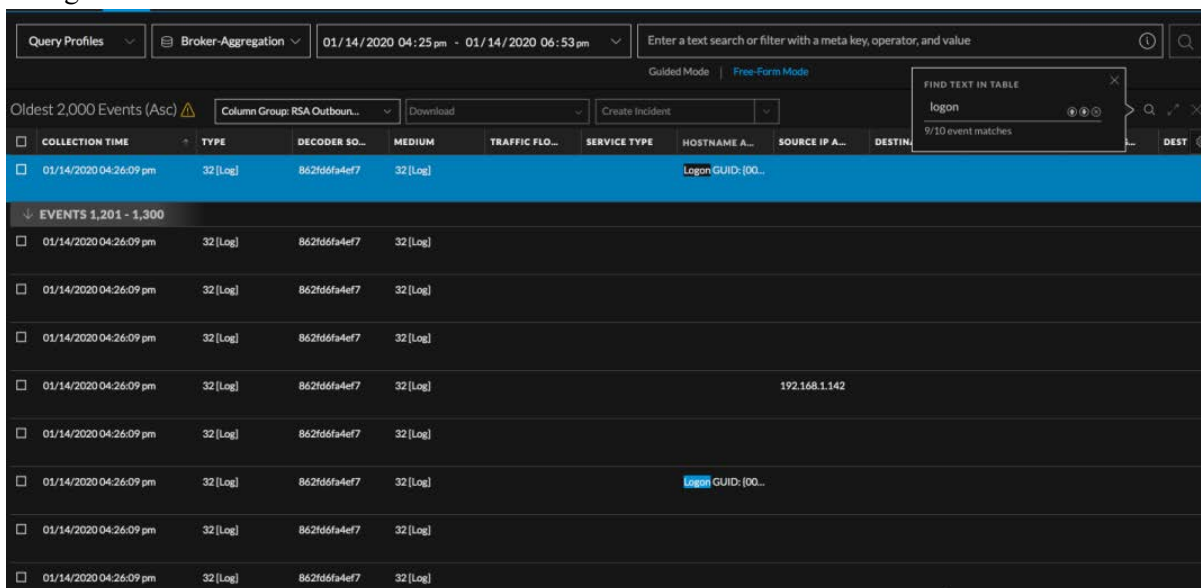 Query Profiles Broker-Aggregation 01/14/2020 04:25 pm - 01/14/2020 06:53 pm Enter a text search or filter with a meta key, operator, and value
Guided Mode | Free-Form Mode
FIND TEXT IN TABLE
logon
9/10 event matches
Oldest 2,000 Events (Asc) Column Group: RSA Outboun... Download Create Incident
COLLECTION TIME TYPE DECODER SO... MEDIUM TRAFFIC FLO... SERVICE TYPE HOSTNAME A... SOURCE IP A... DESTINA DEST
01/14/2020 04:26:09 pm 32 [Log] 862fd6fa4ef7 32 [Log] Logon GUID: {00...
EVENTS 1,201 - 1,300
01/14/2020 04:26:09 pm 32 [Log] 862fd6fa4ef7 32 [Log]
01/14/2020 04:26:09 pm 32 [Log] 862fd6fa4ef7 32 [Log]
01/14/2020 04:26:09 pm 32 [Log] 862fd6fa4ef7 32 [Log]
01/14/2020 04:26:09 pm 32 [Log] 862fd6fa4ef7 32 [Log] 192.168.1.142
01/14/2020 04:26:09 pm 32 [Log] 862fd6fa4ef7 32 [Log]
01/14/2020 04:26:09 pm 32 [Log] 862fd6fa4ef7 32 [Log] Logon GUID: {00...
01/14/2020 04:26:09 pm 32 [Log] 862fd6fa4ef7 32 [Log]
01/14/2020 04:26:09 pm 32 [Log] 862fd6fa4ef7 32 [Log]